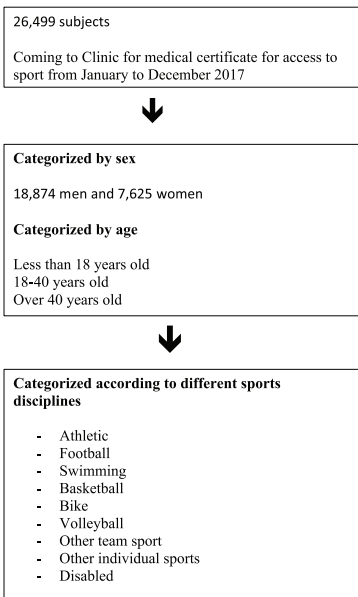 26,499 subjects
Coming to Clinic for medical certificate for access to
sport from January to December 2017
Categorized by sex
18,874 men and 7,625 women
Categorized by age
Less than 18 years old
18-40 years old
Over 40 years old
Categorized according to different sports
disciplines
- Athletic
- Football
- Swimming
- Basketball
- Bike
- Volleyball
- Other team sport
- Other individual sports
- Disabled